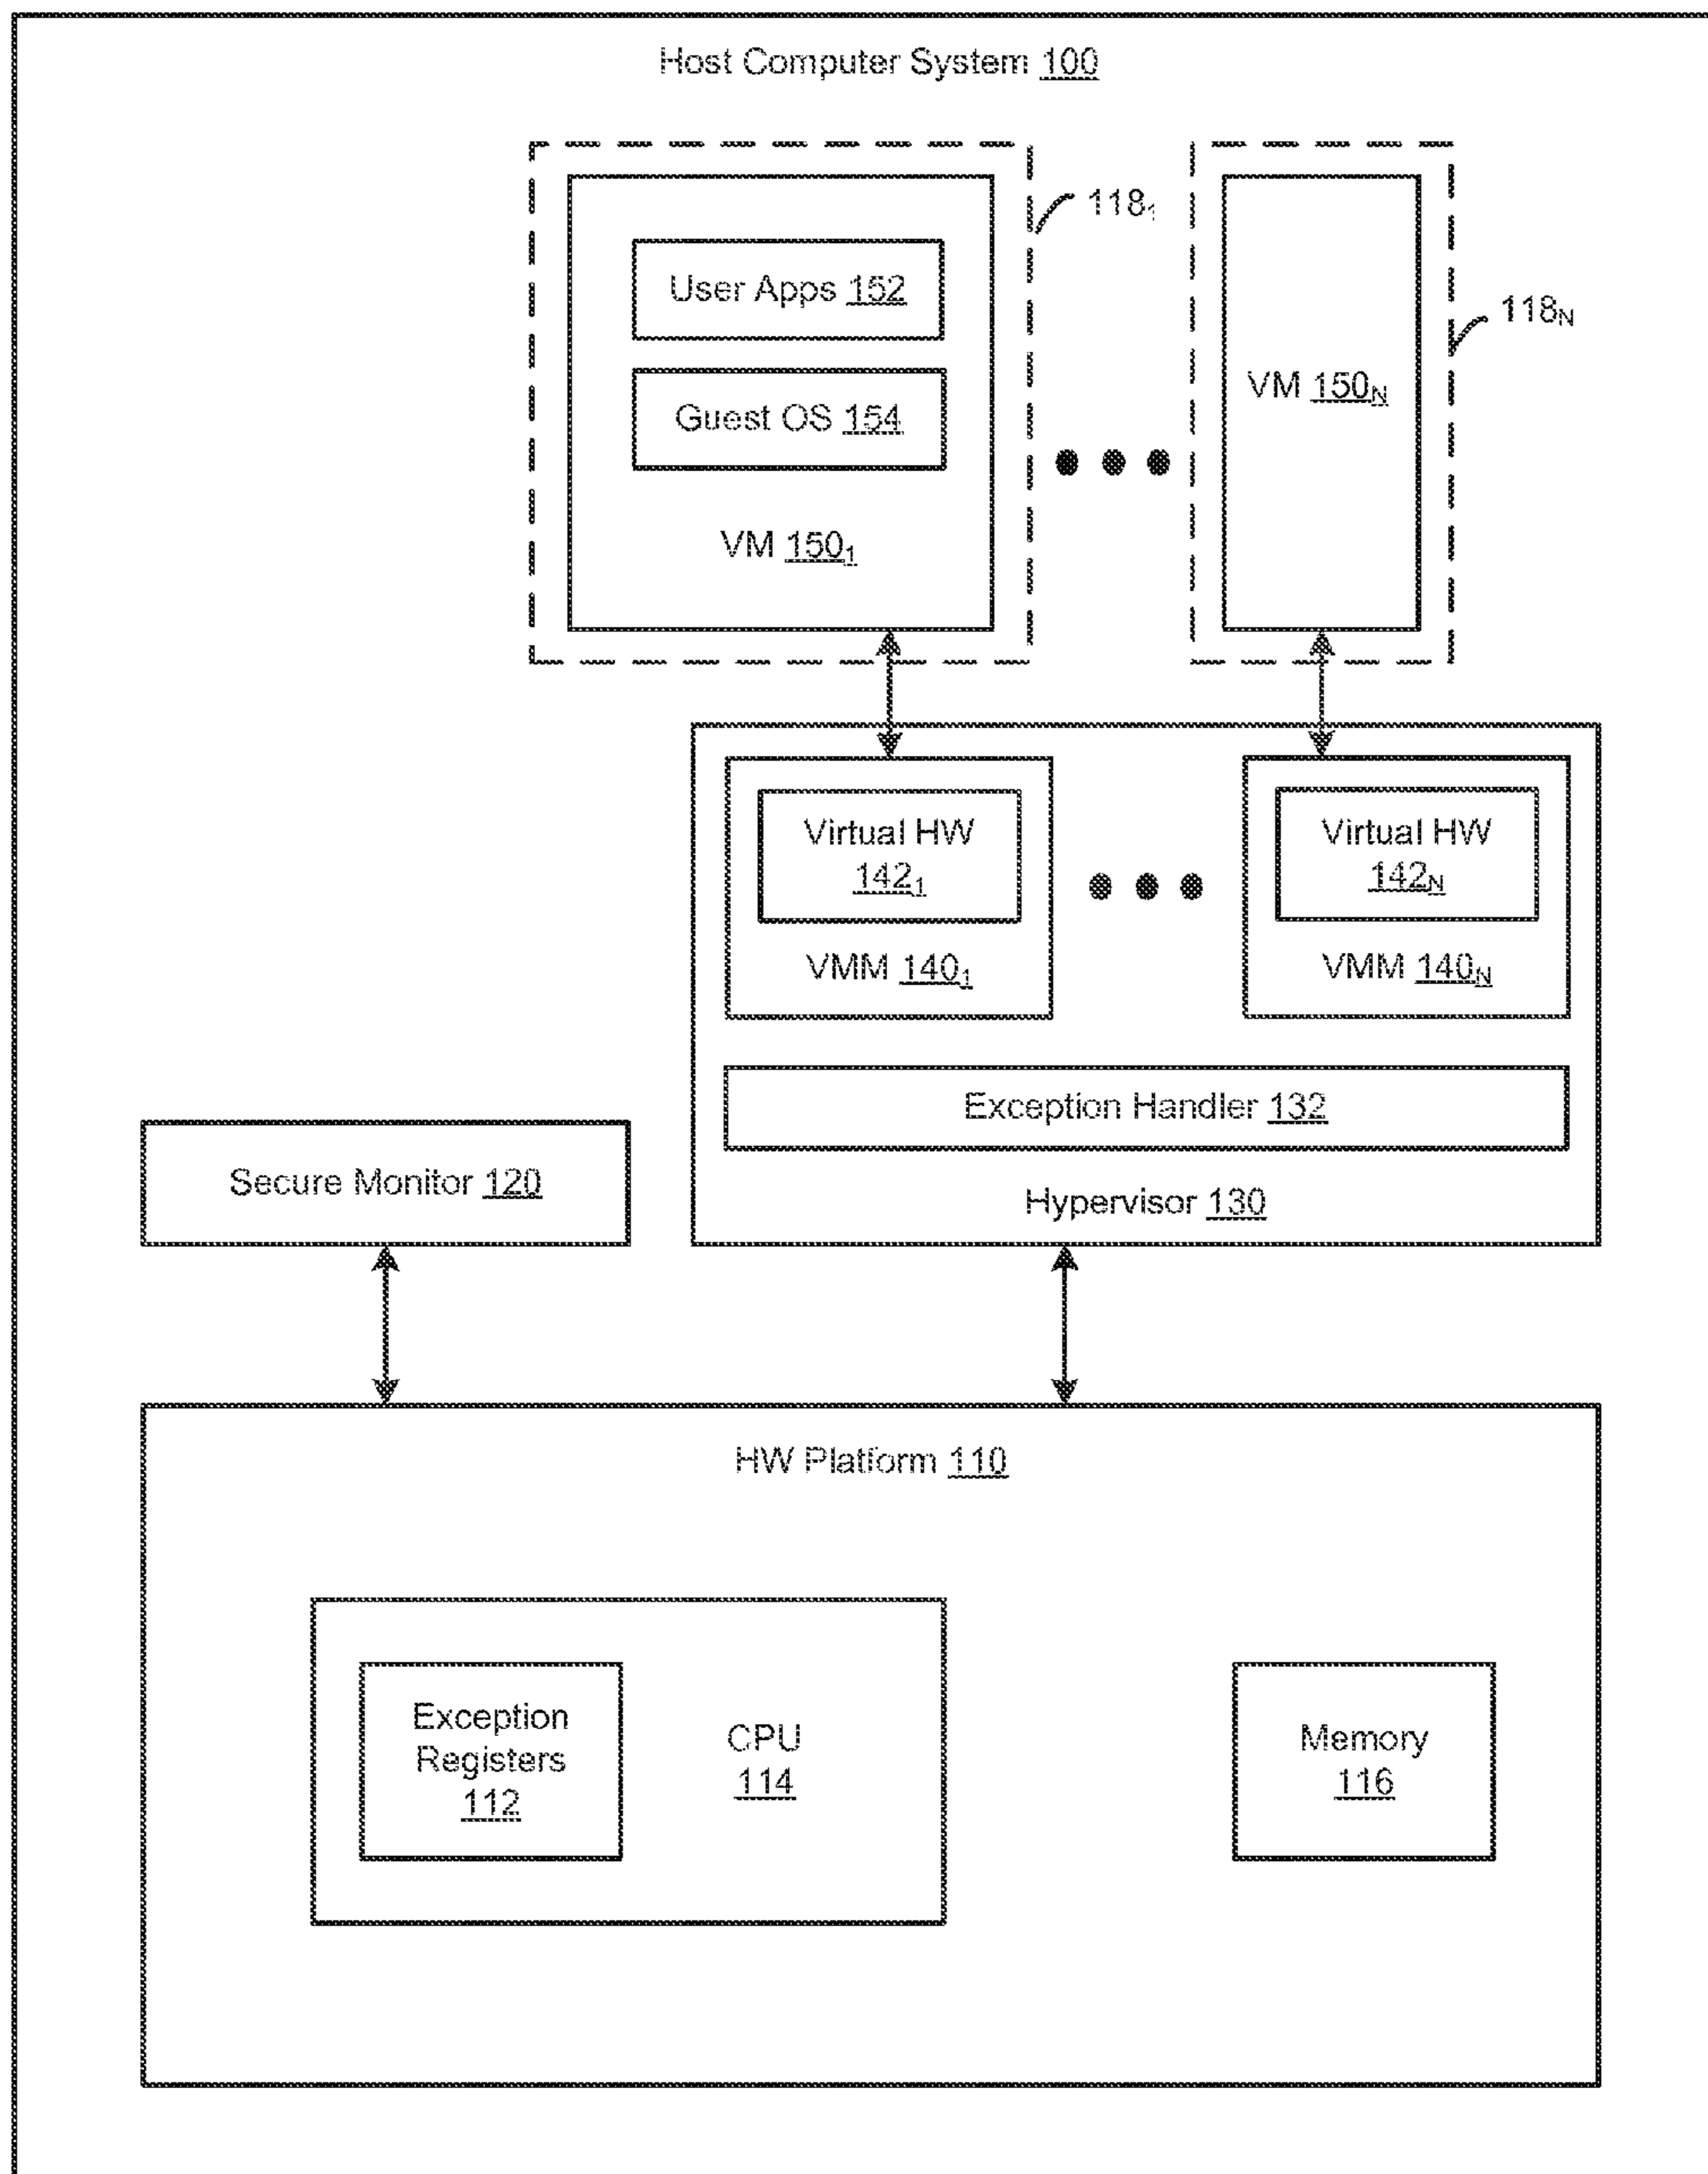 Host Computer System 100
118₁
User Apps 152
118N
VM 150N
Guest OS 154
VM 150₁
Virtual HW
142₁
Virtual HW
142N
VMM 140₁
VMM 140N
Exception Handler 132
Secure Monitor 120
Hypervisor 130
HW Platform 110
Exception
Registers
112
CPU
114
Memory
116